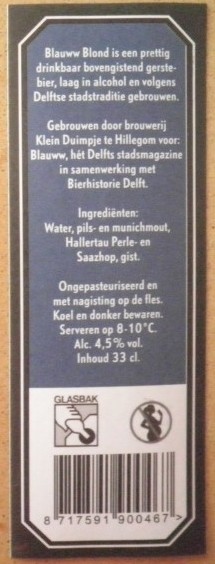 Blauww Blond is een prettig
drinkbaar bovengistend gerste-
bier, laag in alcohol en volgens
Delftse stadstraditie gebrouwen.
Gebrouwen door brouwerij
Klein Duimpje te Hillegom voor:
Blauww, hét Delfts stadsmagazine
in samenwerking met
Bierhistorie Delft.
Ingrediënten:
Water, pils- en munichmout,
Hallertau Perle- en
Saazhop, gist.
Ongepasteuriseerd en
met nagisting op de fles.
Koel en donker bewaren.
Serveren op 8-10°C.
Alc. 4,5% vol.
Inhoud 33 cl.
GLASBAK
8 717591 900467 >